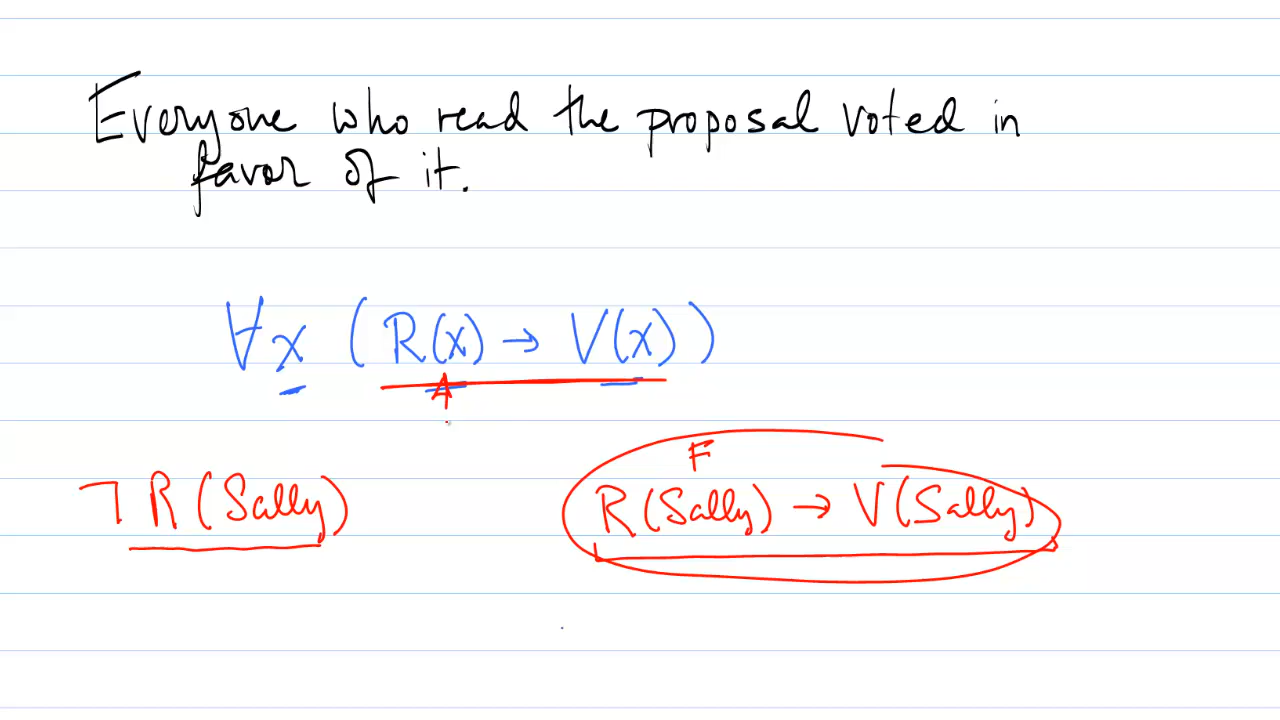 Everyone who read the proposal voted in
favor of it.
∀x (R(x) → V(x))
F
¬R(Sally) R(Sally) → V(Sally)